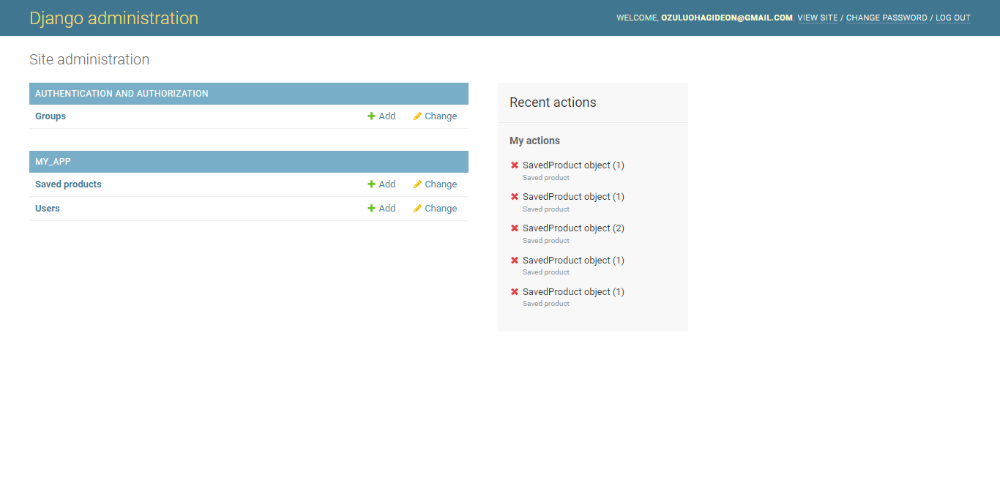 Django administration
WELCOME, OZULUOHAGIDEON@GMAIL.COM. VIEW SITE / CHANGE PASSWORD / LOG OUT
Site administration
AUTHENTICATION AND AUTHORIZATION
Groups Add Change
MY_APP
Saved products Add Change
Users Add Change
Recent actions
My actions
SavedProduct object (1)
Saved product
SavedProduct object (1)
Saved product
SavedProduct object (2)
Saved product
SavedProduct object (1)
Saved product
SavedProduct object (1)
Saved product